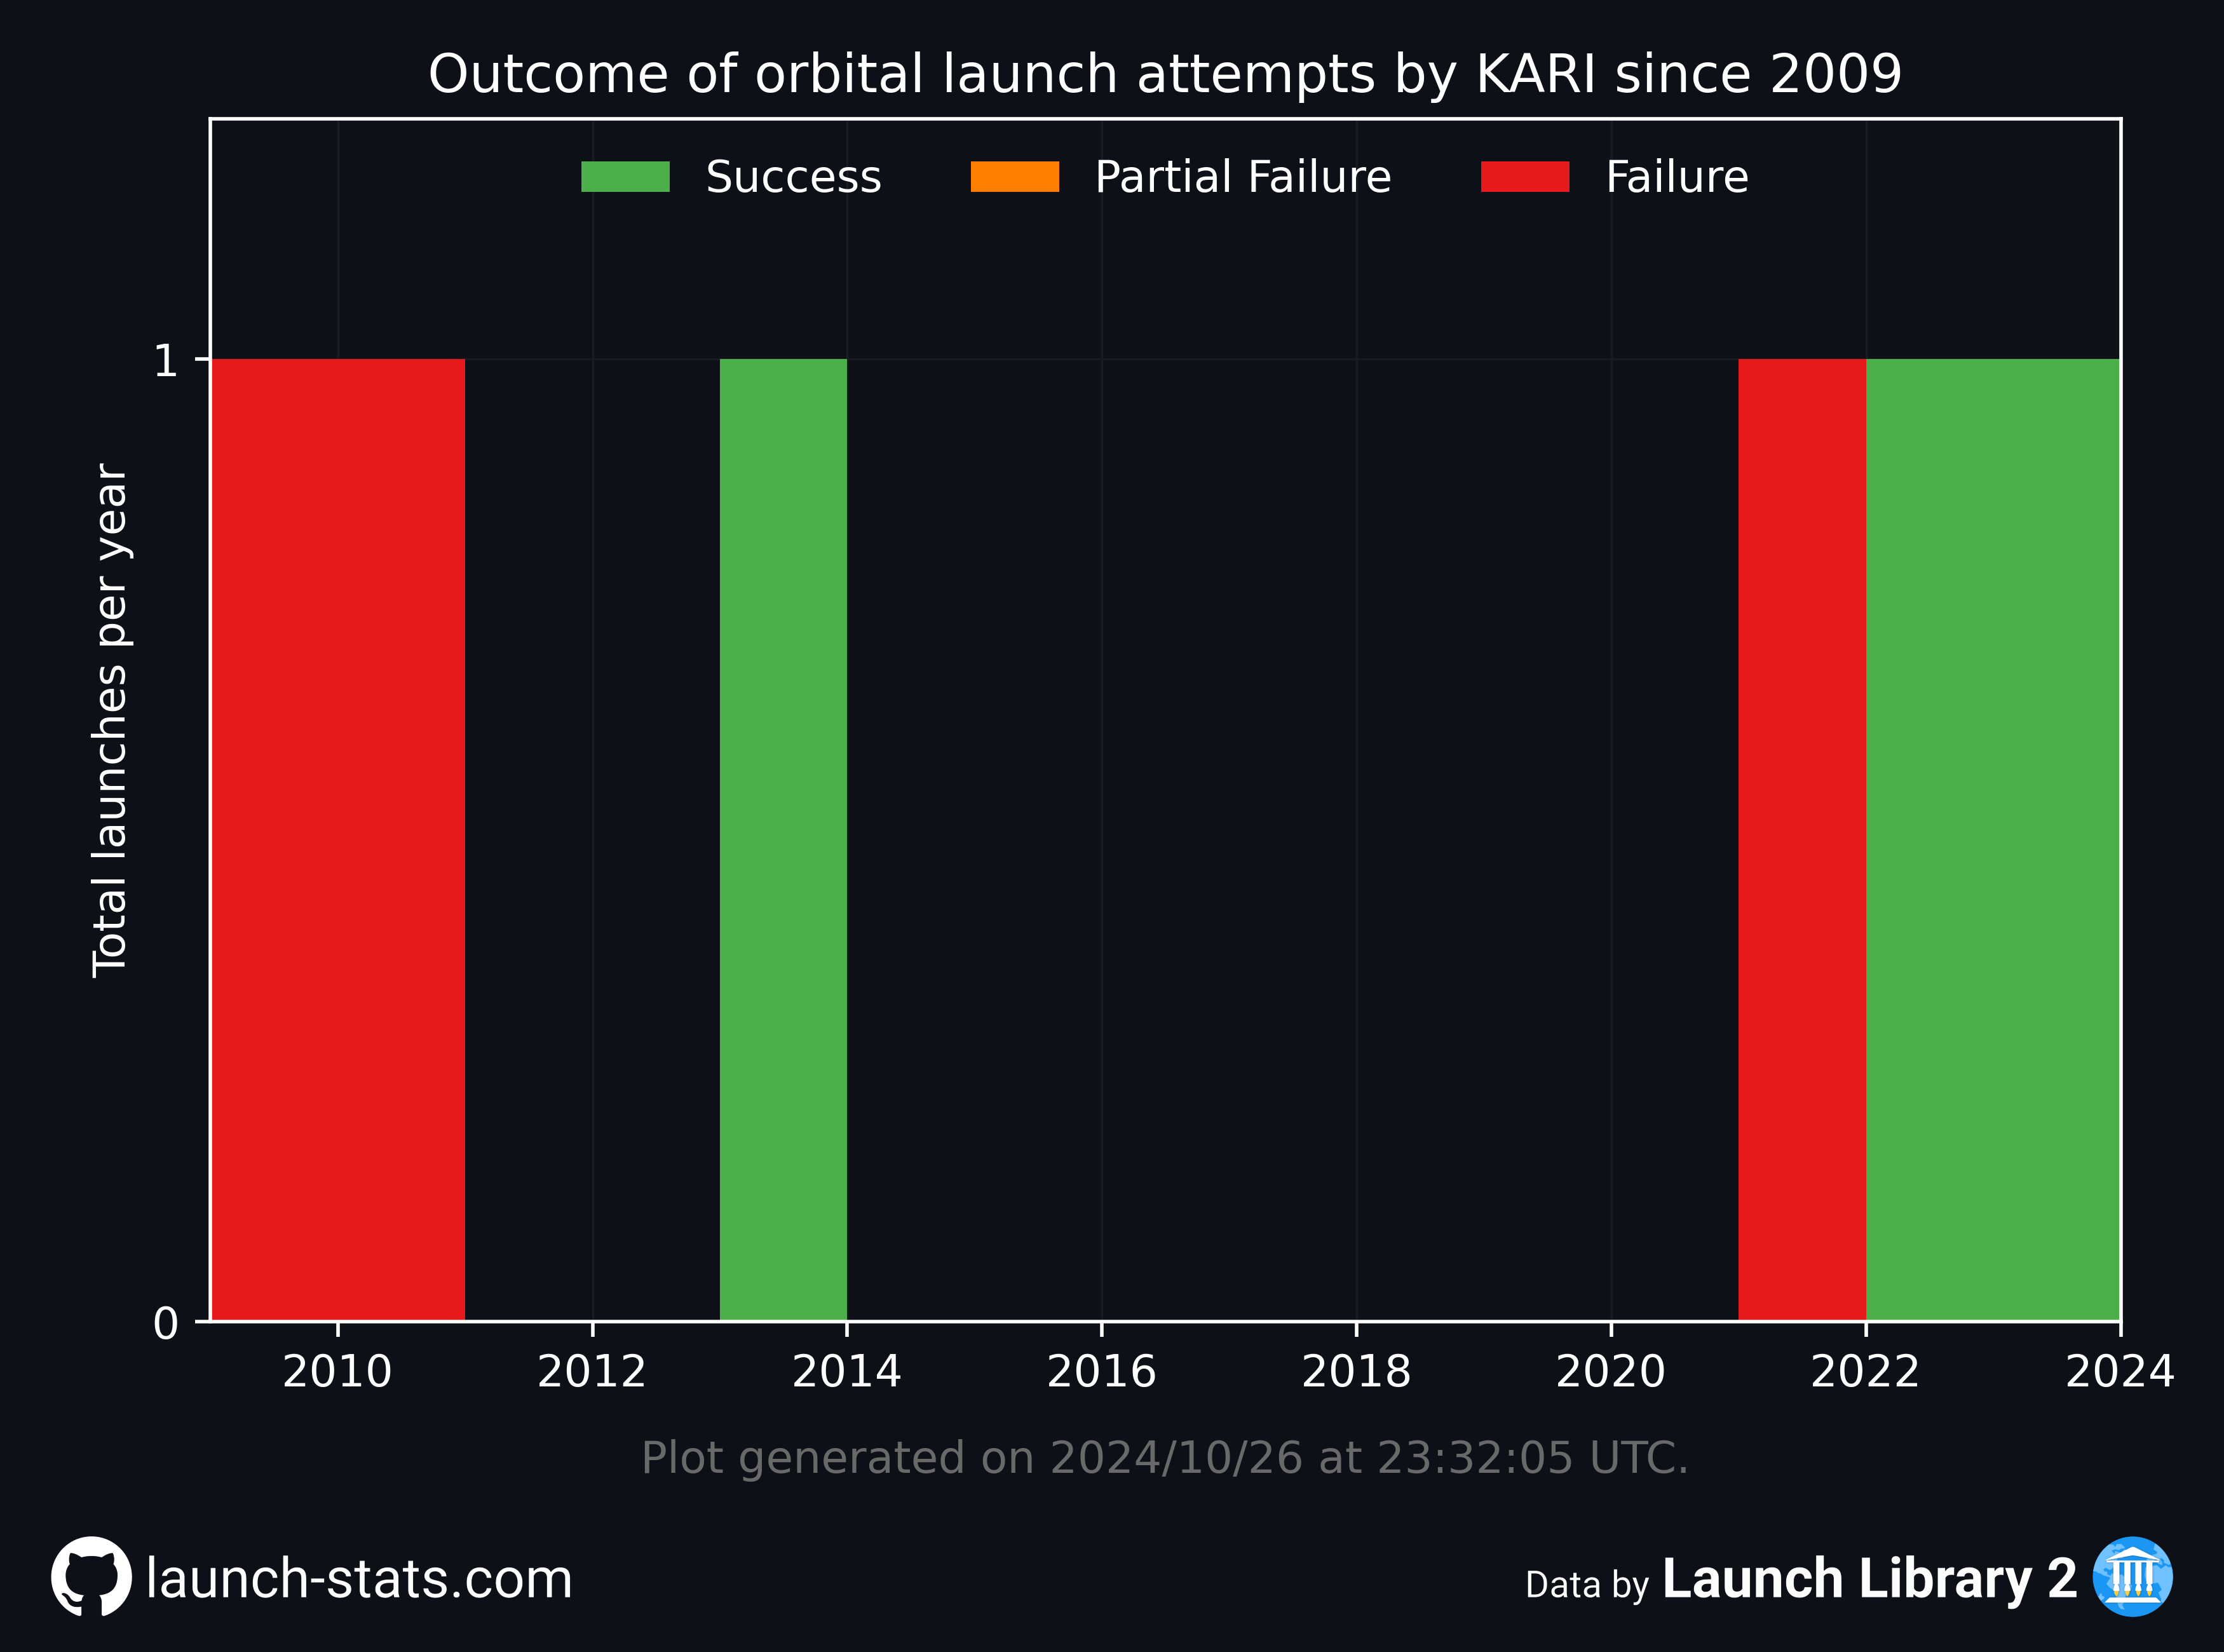 Outcome of orbital launch attempts by KARI since 2009
Success Partial Failure Failure
Total launches per year
1
0
2010 2012 2014 2016 2018 2020 2022 2024
Plot generated on 2024/10/26 at 23:32:05 UTC.
launch-stats.com
Data by Launch Library 2